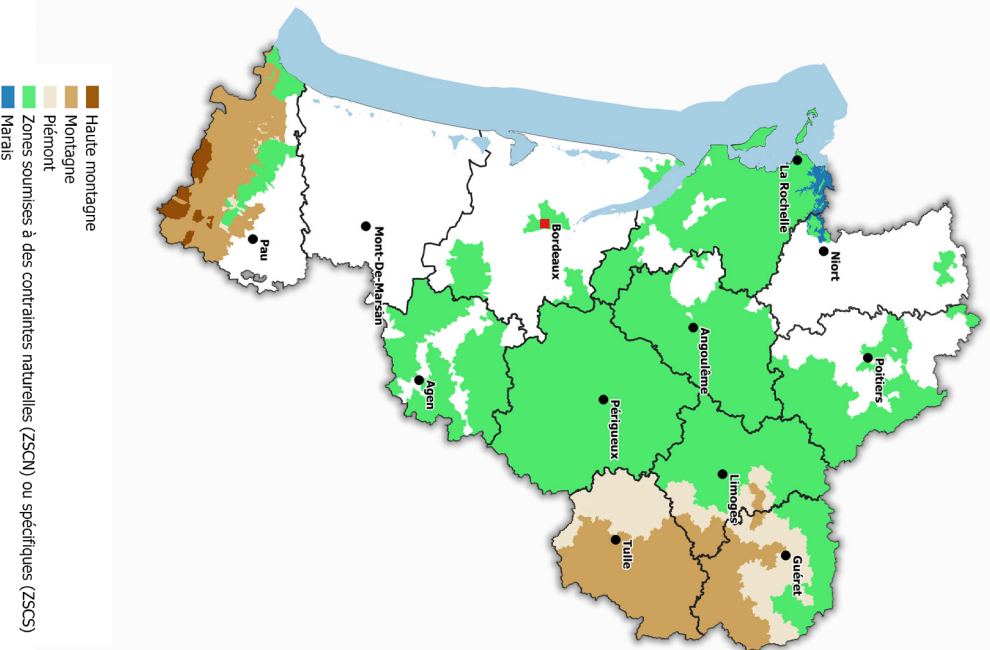 La Rochelle
Niort
Poitiers
Angoulême
Limoges
Guéret
Bordeaux
Périgueux
Tulle
Mont-De-Marsan
Agen
Pau
Haute montagne
Montagne
Piémont
Zones soumises à des contraintes naturelles (ZSCN) ou spécifiques (ZSCS)
Marais